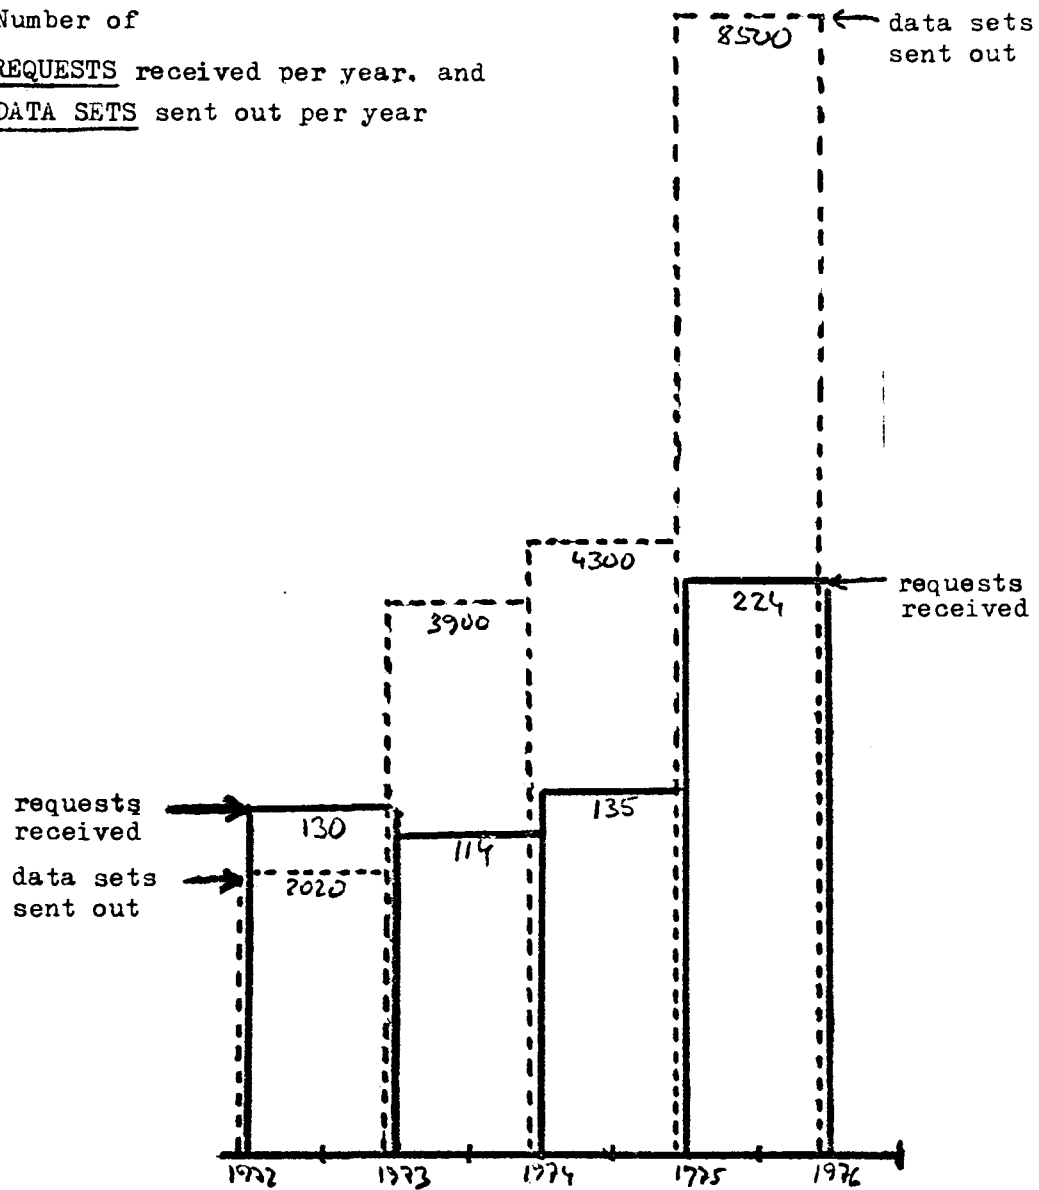 Number of
REQUESTS received per year. and
DATA SETS sent out per year
data sets
sent out
8500
4300
requests
received
224
3900
requests
received
130
135
114
data sets
sent out
2020
1972 1973 1974 1975 1976